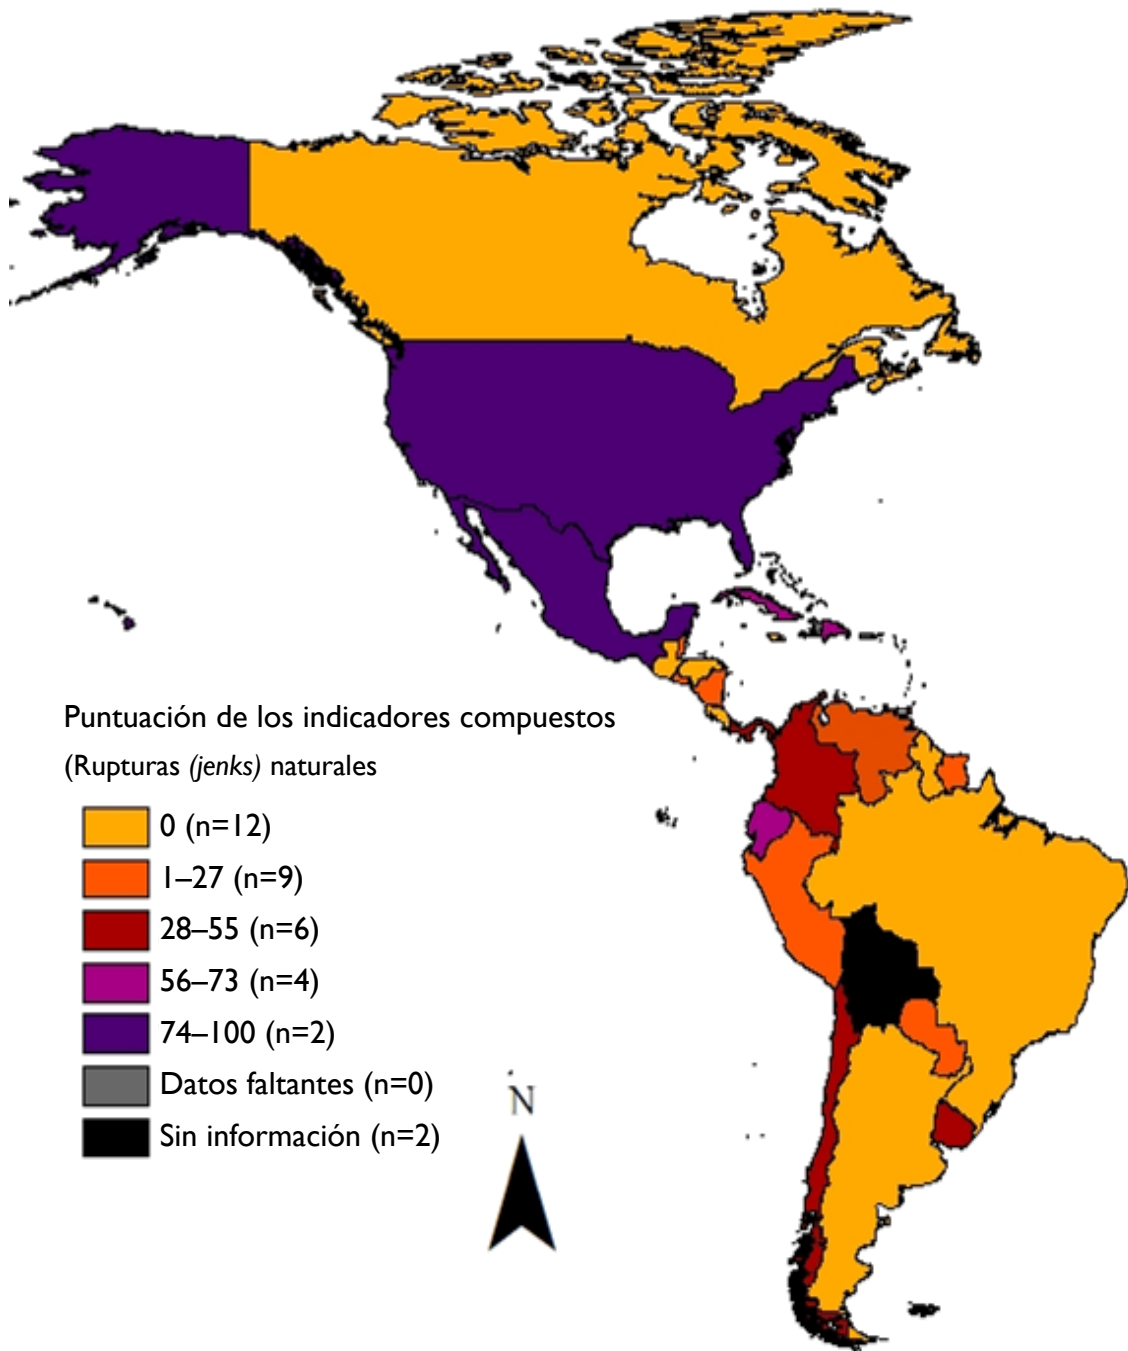 Puntuación de los indicadores compuestos
(Rupturas (jenks) naturales
0 (n=12)
1–27 (n=9)
28–55 (n=6)
56–73 (n=4)
74–100 (n=2)
Datos faltantes (n=0)
Sin información (n=2)
N